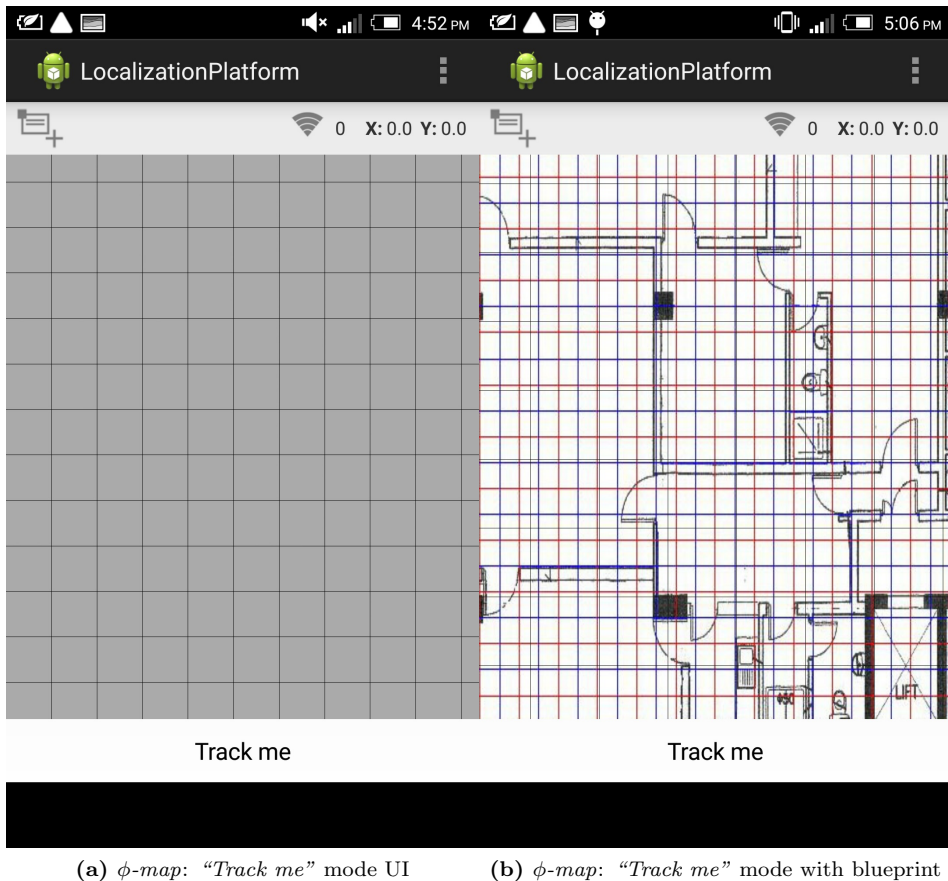 4:52 PM
LocalizationPlatform
0 X: 0.0 Y: 0.0
Track me
(a) ϕ-map: “Track me” mode UI
5:06 PM
LocalizationPlatform
0 X: 0.0 Y: 0.0
LIFT
Track me
(b) ϕ-map: “Track me” mode with blueprint